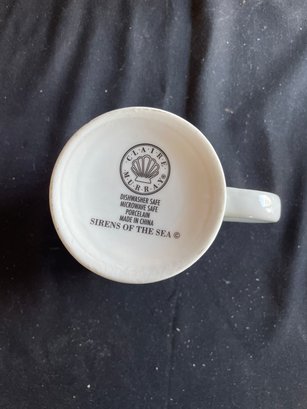 CLAIRE
MURRAY®
DISHWASHER SAFE
MICROWAVE SAFE
PORCELAIN
MADE IN CHINA
SIRENS OF THE SEA ©